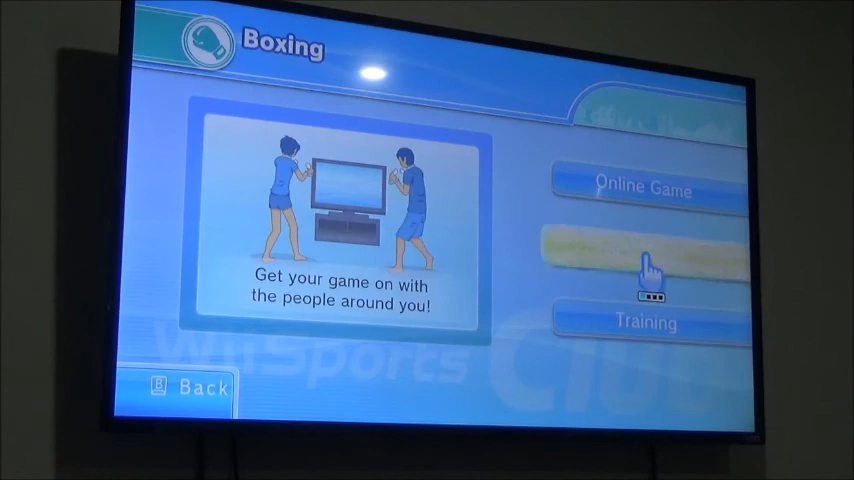 Boxing
Online Game
Get your game on with
the people around you!
Training
Wii Sports Club
B Back